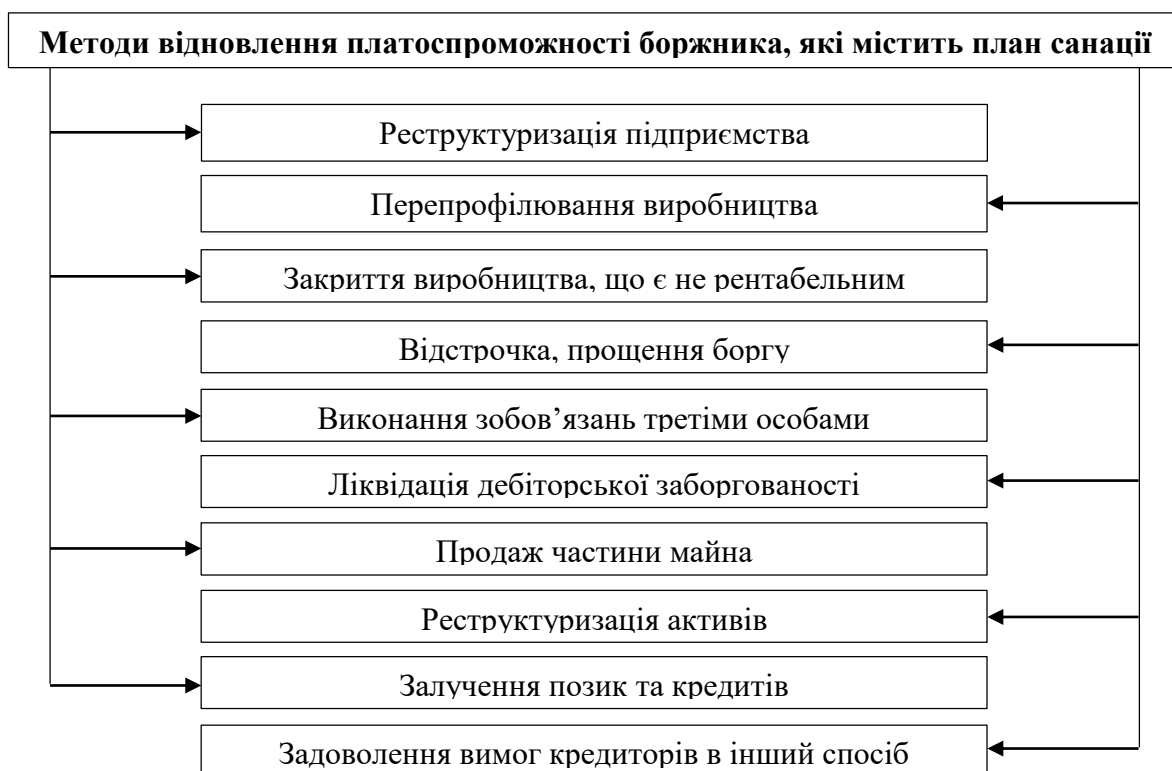 Методи відновлення платоспроможності боржника, які містить план санації
Реструктуризація підприємства
Перепрофілювання виробництва
Закриття виробництва, що є не рентабельним
Відстрочка, прощення боргу
Виконання зобов’язань третіми особами
Ліквідація дебіторської заборгованості
Продаж частини майна
Реструктуризація активів
Залучення позик та кредитів
Задоволення вимог кредиторів в інший спосіб